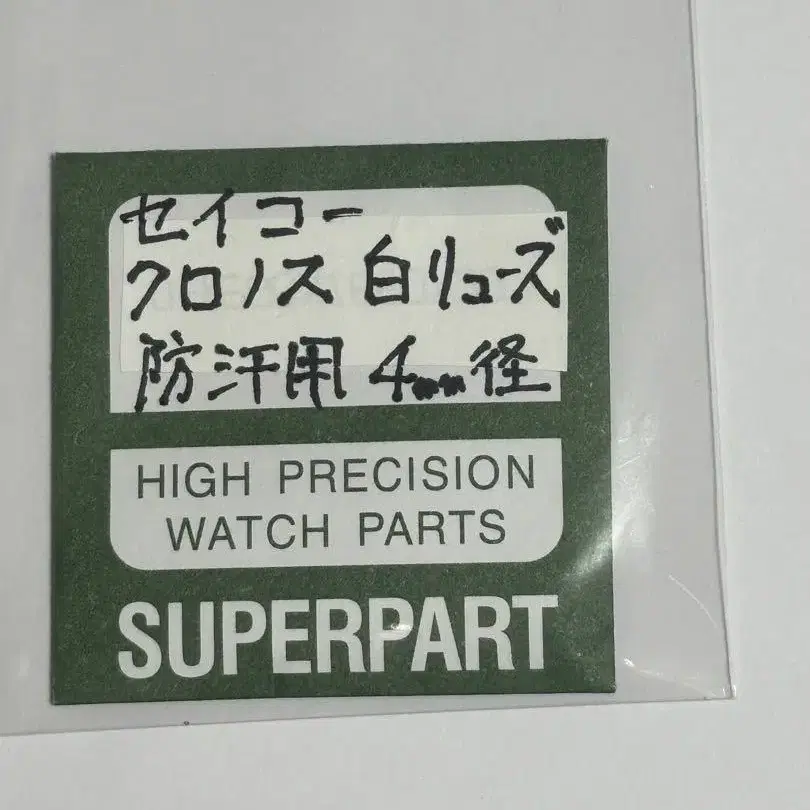 セイコー
クロノス 白リューズ
防汗用 4mm径
HIGH PRECISION
WATCH PARTS
SUPERPART